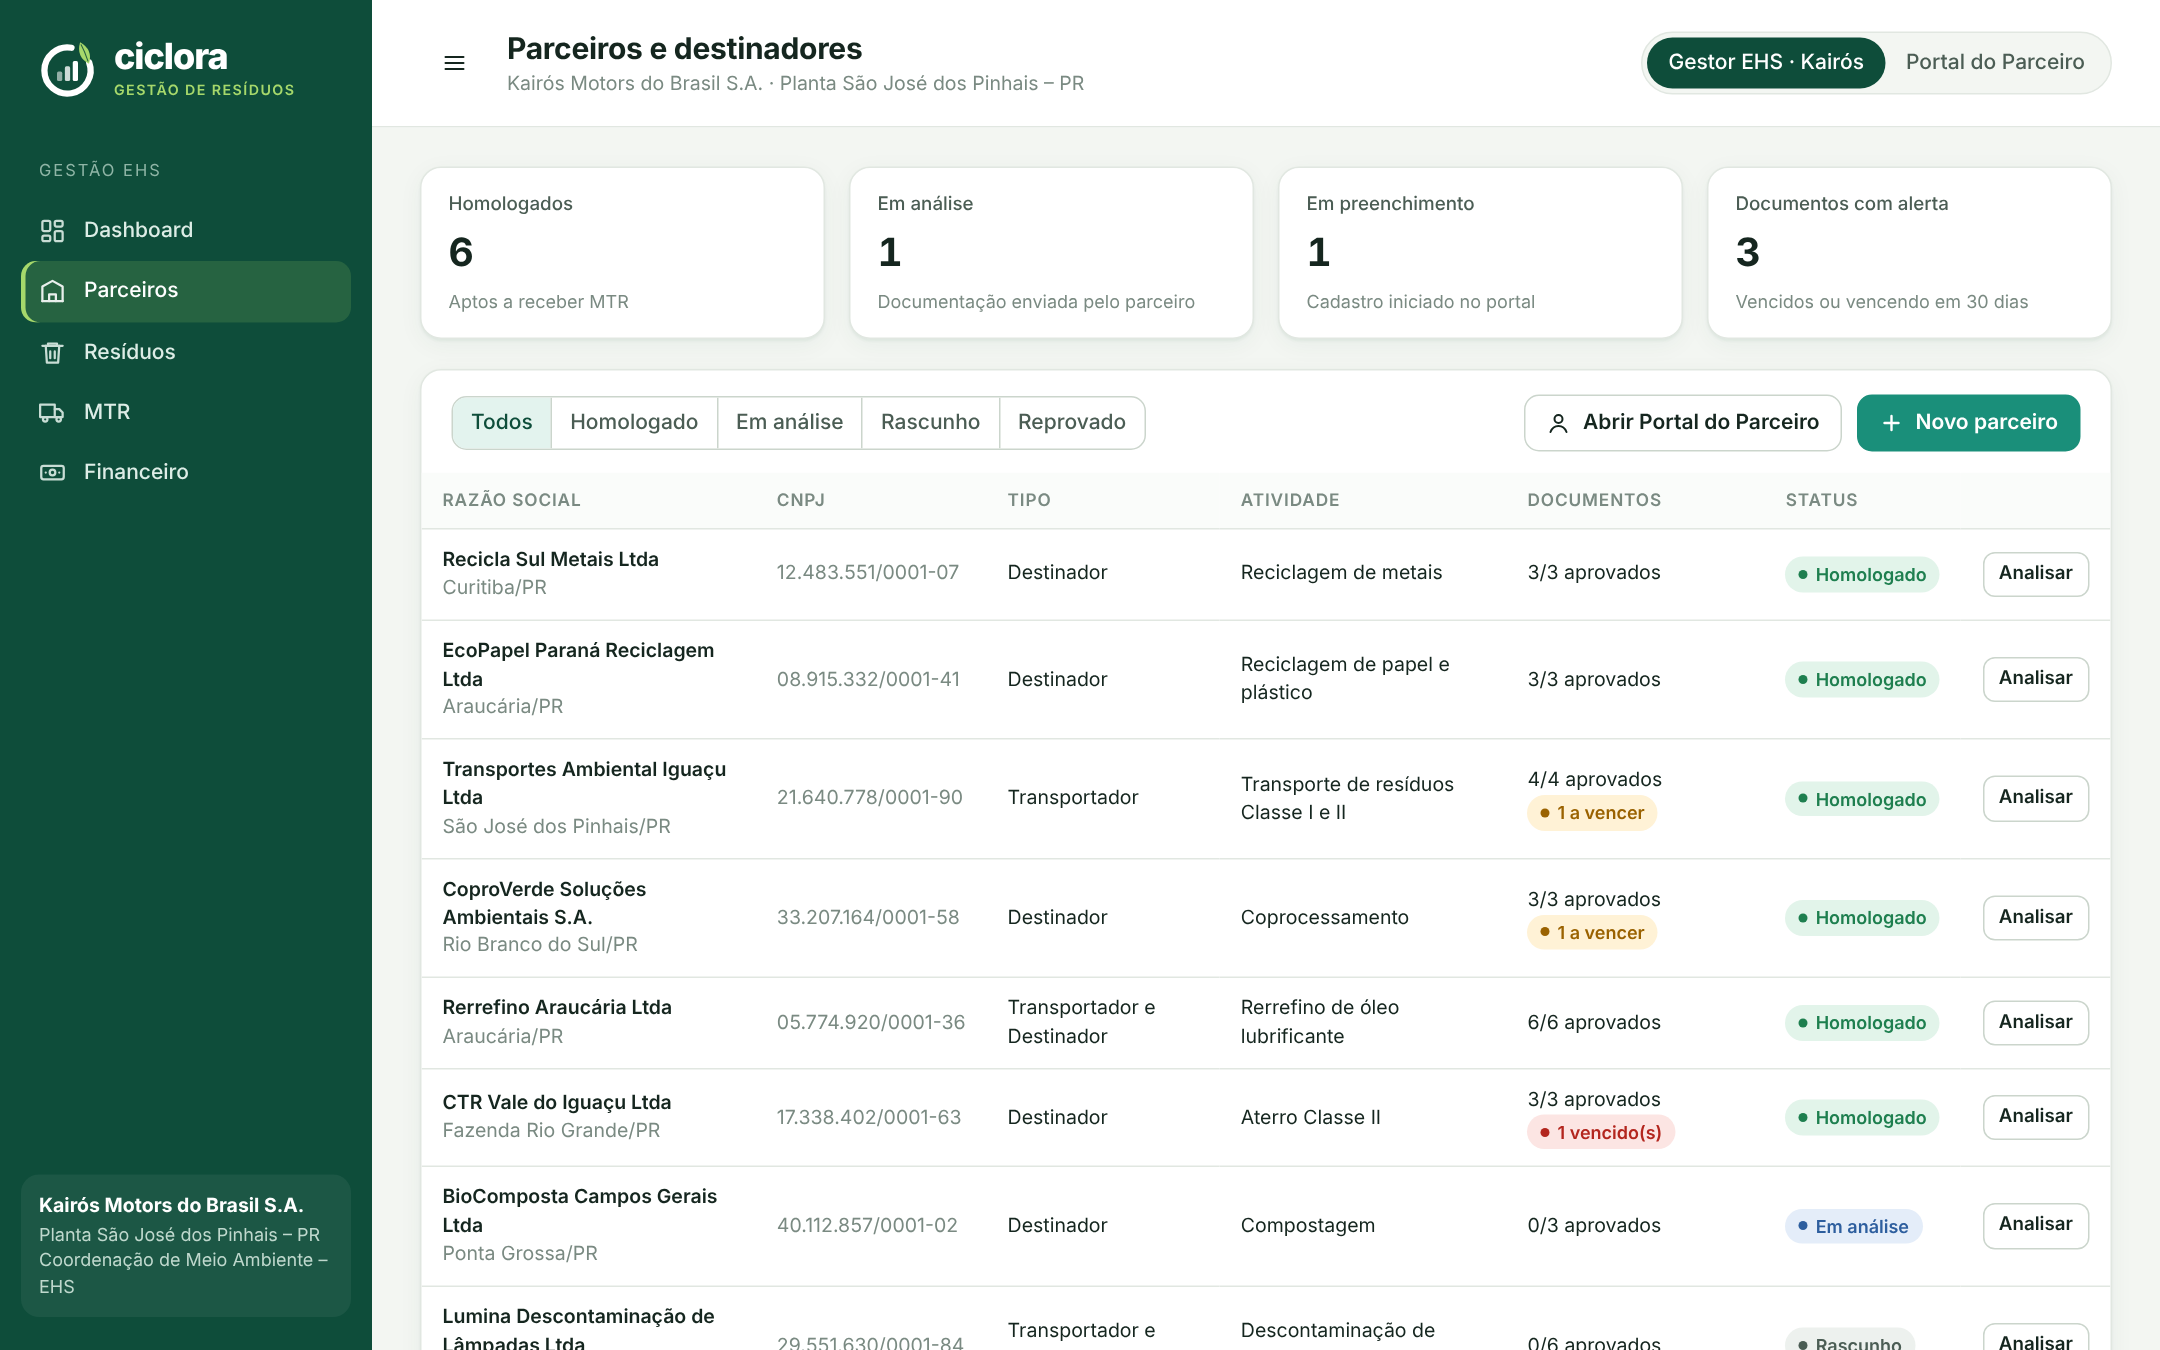 ciclora
GESTÃO DE RESÍDUOS
GESTÃO EHS
Dashboard
Parceiros
Resíduos
MTR
Financeiro
Kairós Motors do Brasil S.A.
Planta São José dos Pinhais – PR
Coordenação de Meio Ambiente –
EHS
Parceiros e destinadores
Kairós Motors do Brasil S.A. · Planta São José dos Pinhais – PR
Gestor EHS · Kairós
Portal do Parceiro
Homologados
6
Aptos a receber MTR
Em análise
1
Documentação enviada pelo parceiro
Em preenchimento
1
Cadastro iniciado no portal
Documentos com alerta
3
Vencidos ou vencendo em 30 dias
Todos Homologado Em análise Rascunho Reprovado
Abrir Portal do Parceiro
+ Novo parceiro
RAZÃO SOCIAL CNPJ TIPO ATIVIDADE DOCUMENTOS STATUS
Recicla Sul Metais Ltda
Curitiba/PR
12.483.551/0001-07
Destinador
Reciclagem de metais
3/3 aprovados
Homologado
Analisar
EcoPapel Paraná Reciclagem
Ltda
Araucária/PR
08.915.332/0001-41
Destinador
Reciclagem de papel e
plástico
3/3 aprovados
Homologado
Analisar
Transportes Ambiental Iguaçu
Ltda
São José dos Pinhais/PR
21.640.778/0001-90
Transportador
Transporte de resíduos
Classe I e II
4/4 aprovados
1 a vencer
Homologado
Analisar
CoproVerde Soluções
Ambientais S.A.
Rio Branco do Sul/PR
33.207.164/0001-58
Destinador
Coprocessamento
3/3 aprovados
1 a vencer
Homologado
Analisar
Rerrefino Araucária Ltda
Araucária/PR
05.774.920/0001-36
Transportador e
Destinador
Rerrefino de óleo
lubrificante
6/6 aprovados
Homologado
Analisar
CTR Vale do Iguaçu Ltda
Fazenda Rio Grande/PR
17.338.402/0001-63
Destinador
Aterro Classe II
3/3 aprovados
1 vencido(s)
Homologado
Analisar
BioComposta Campos Gerais
Ltda
Ponta Grossa/PR
40.112.857/0001-02
Destinador
Compostagem
0/3 aprovados
Em análise
Analisar
Lumina Descontaminação de
Lâmpadas Ltda
29.551.630/0001-84
Transportador e
Descontaminação de
0/6 aprovados
Rascunho
Analisar